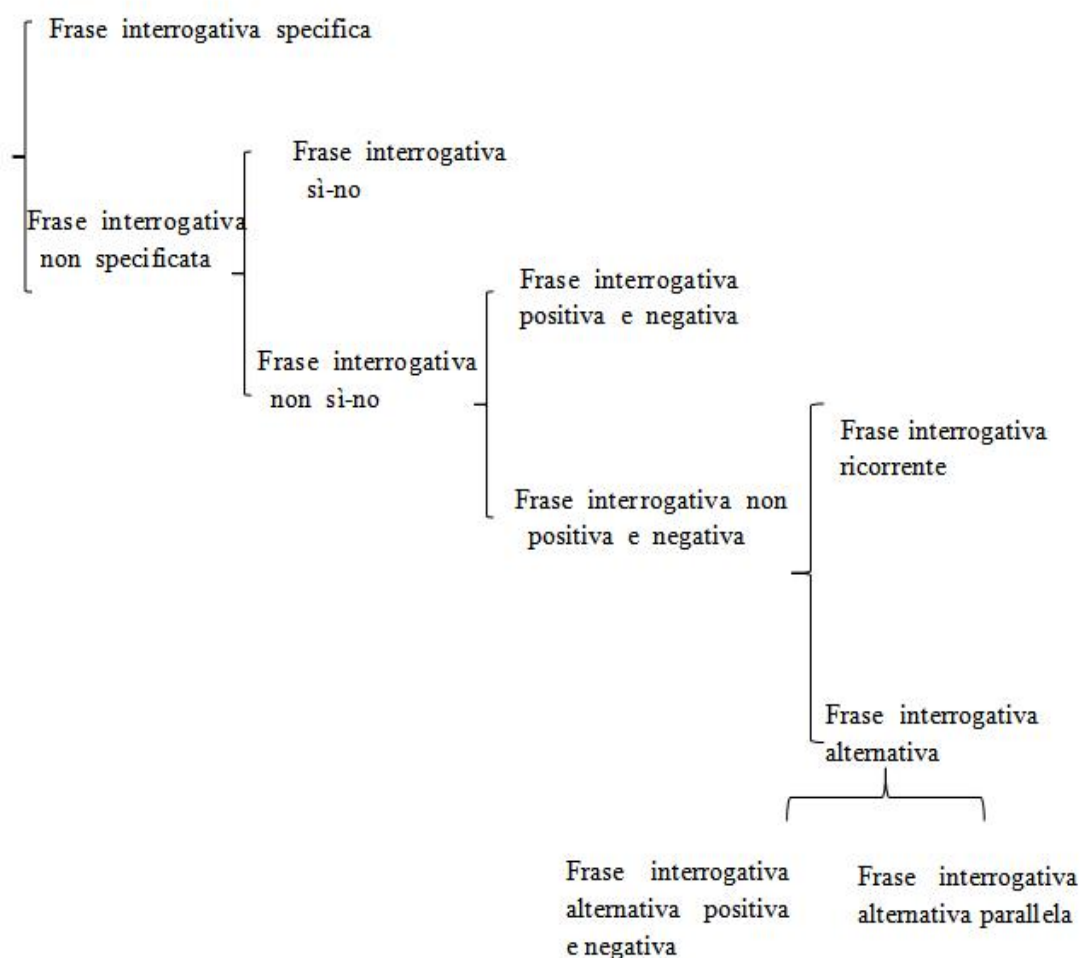 Frase interrogativa specifica
Frase interrogativa
sì-no
Frase interrogativa
non specificata
Frase interrogativa
positiva e negativa
Frase interrogativa
non sì-no
Frase interrogativa
ricorrente
Frase interrogativa non
positiva e negativa
Frase interrogativa
alternativa
Frase interrogativa
alternativa positiva
e negativa
Frase interrogativa
alternativa parallela